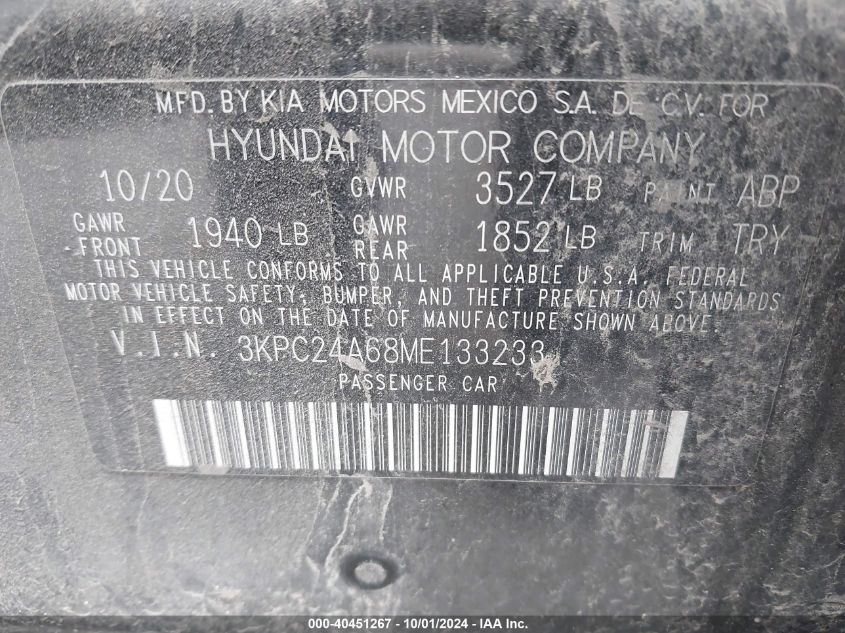 MFD. BY KIA MOTORS MEXICO S.A. DE C.V. FOR
HYUNDAI MOTOR COMPANY
10/20 GVWR 3527 LB PAINT ABP
GAWR FRONT 1940 LB GAWR REAR 1852 LB TRIM TRY
THIS VEHICLE CONFORMS TO ALL APPLICABLE U.S.A. FEDERAL
MOTOR VEHICLE SAFETY, BUMPER, AND THEFT PREVENTION STANDARDS
IN EFFECT ON THE DATE OF MANUFACTURE SHOWN ABOVE.
V.I.N. 3KPC24A68ME133233
PASSENGER CAR
000-40451267 - 10/01/2024 - IAA Inc.